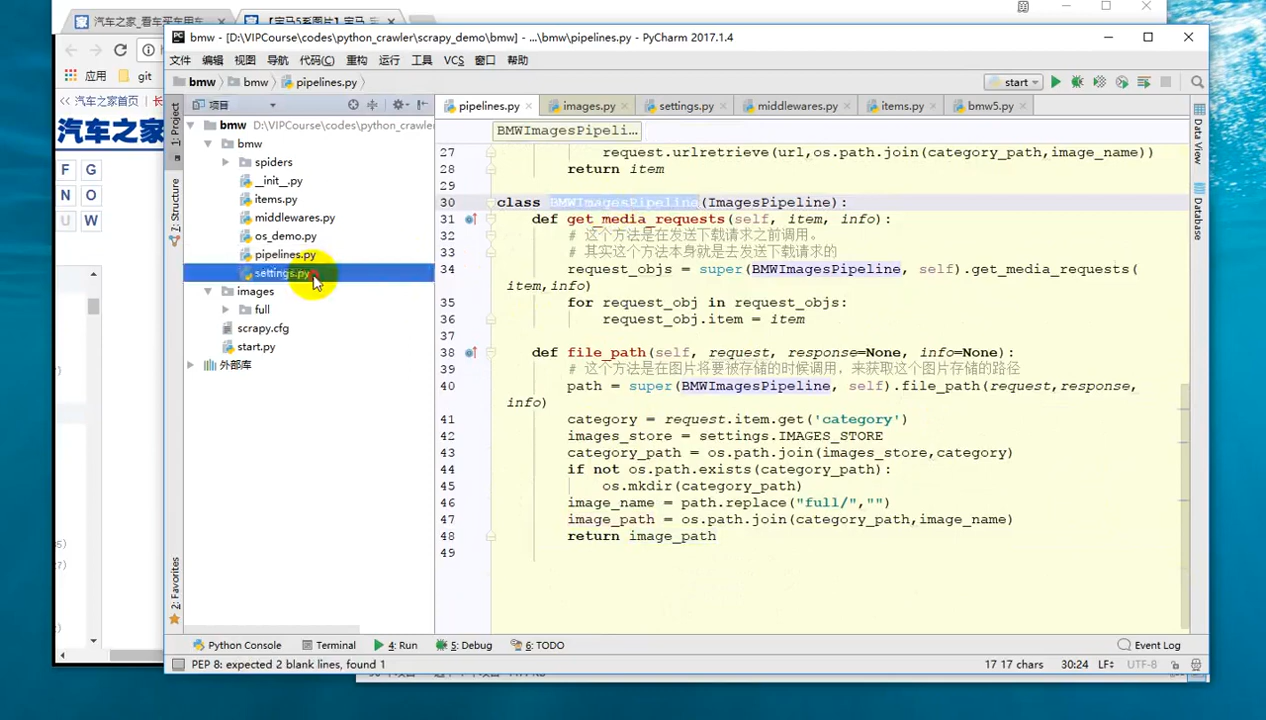 汽车之家_看车买车用车
【宝马5系图片】宝马_
应用
git
<< 汽车之家首页
长
汽车之家
F G
N O
U W
bmw - [D:\VIPCourse\codes\python_crawler\scrapy_demo\bmw] - ...\bmw\pipelines.py - PyCharm 2017.1.4
文件 编辑 视图 导航 代码(C) 重构 运行 工具 VCS 窗口 帮助
bmw bmw pipelines.py
start
项目
pipelines.py images.py settings.py middlewares.py items.py bmw5.py
1: Project
7: Structure
2: Favorites
bmw D:\VIPCourse\codes\python_crawler
bmw
spiders
__init__.py
items.py
middlewares.py
os_demo.py
pipelines.py
settings.py
images
full
scrapy.cfg
start.py
外部库
BMWImagesPipeli...
27 request.urlretrieve(url,os.path.join(category_path,image_name))
28 return item
29
30 class BMWImagesPipeline(ImagesPipeline):
31 def get_media_requests(self, item, info):
32 # 这个方法是在发送下载请求之前调用。
33 # 其实这个方法本身就是去发送下载请求的
34 request_objs = super(BMWImagesPipeline, self).get_media_requests(
item,info)
35 for request_obj in request_objs:
36 request_obj.item = item
37
38 def file_path(self, request, response=None, info=None):
39 # 这个方法是在图片将要被存储的时候调用，来获取这个图片存储的路径
40 path = super(BMWImagesPipeline, self).file_path(request,response,
info)
41 category = request.item.get('category')
42 images_store = settings.IMAGES_STORE
43 category_path = os.path.join(images_store,category)
44 if not os.path.exists(category_path):
45 os.mkdir(category_path)
46 image_name = path.replace("full/","")
47 image_path = os.path.join(category_path,image_name)
48 return image_path
49
Data View
Database
Python Console Terminal 4: Run 5: Debug 6: TODO Event Log
PEP 8: expected 2 blank lines, found 1
17 chars 30:24 LF÷ UTF-8